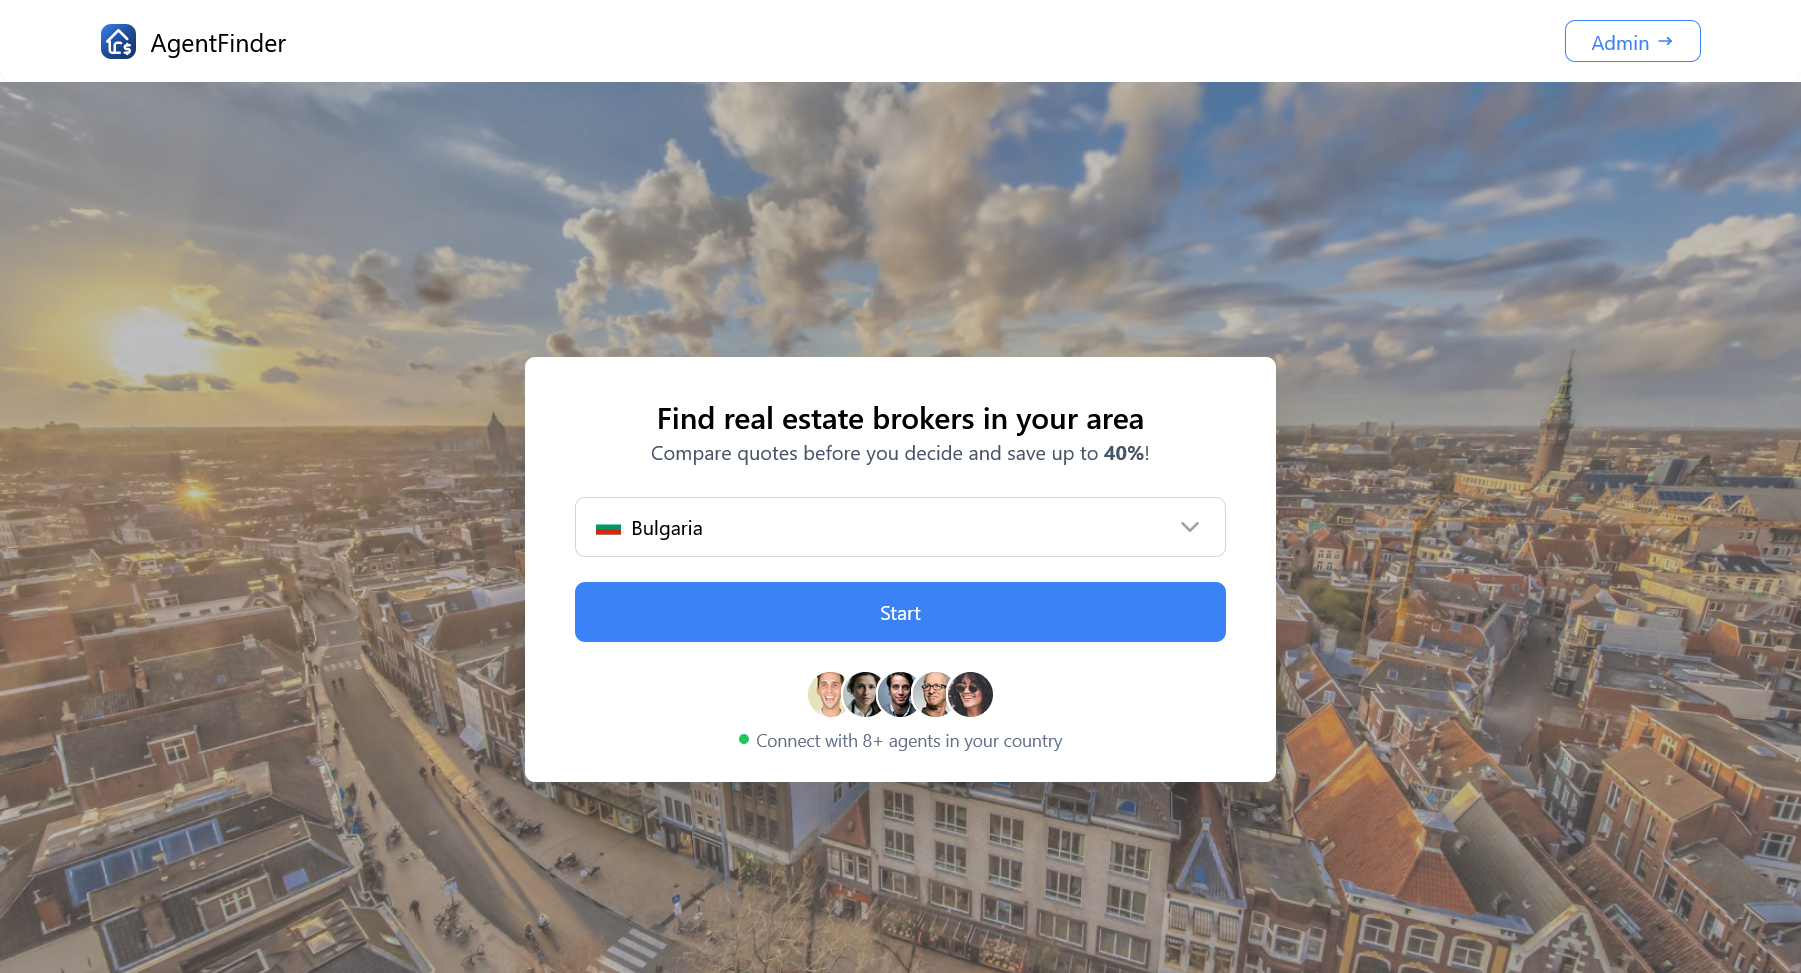 AgentFinder
Admin →
Find real estate brokers in your area
Compare quotes before you decide and save up to 40%!
Bulgaria
Start
Connect with 8+ agents in your country